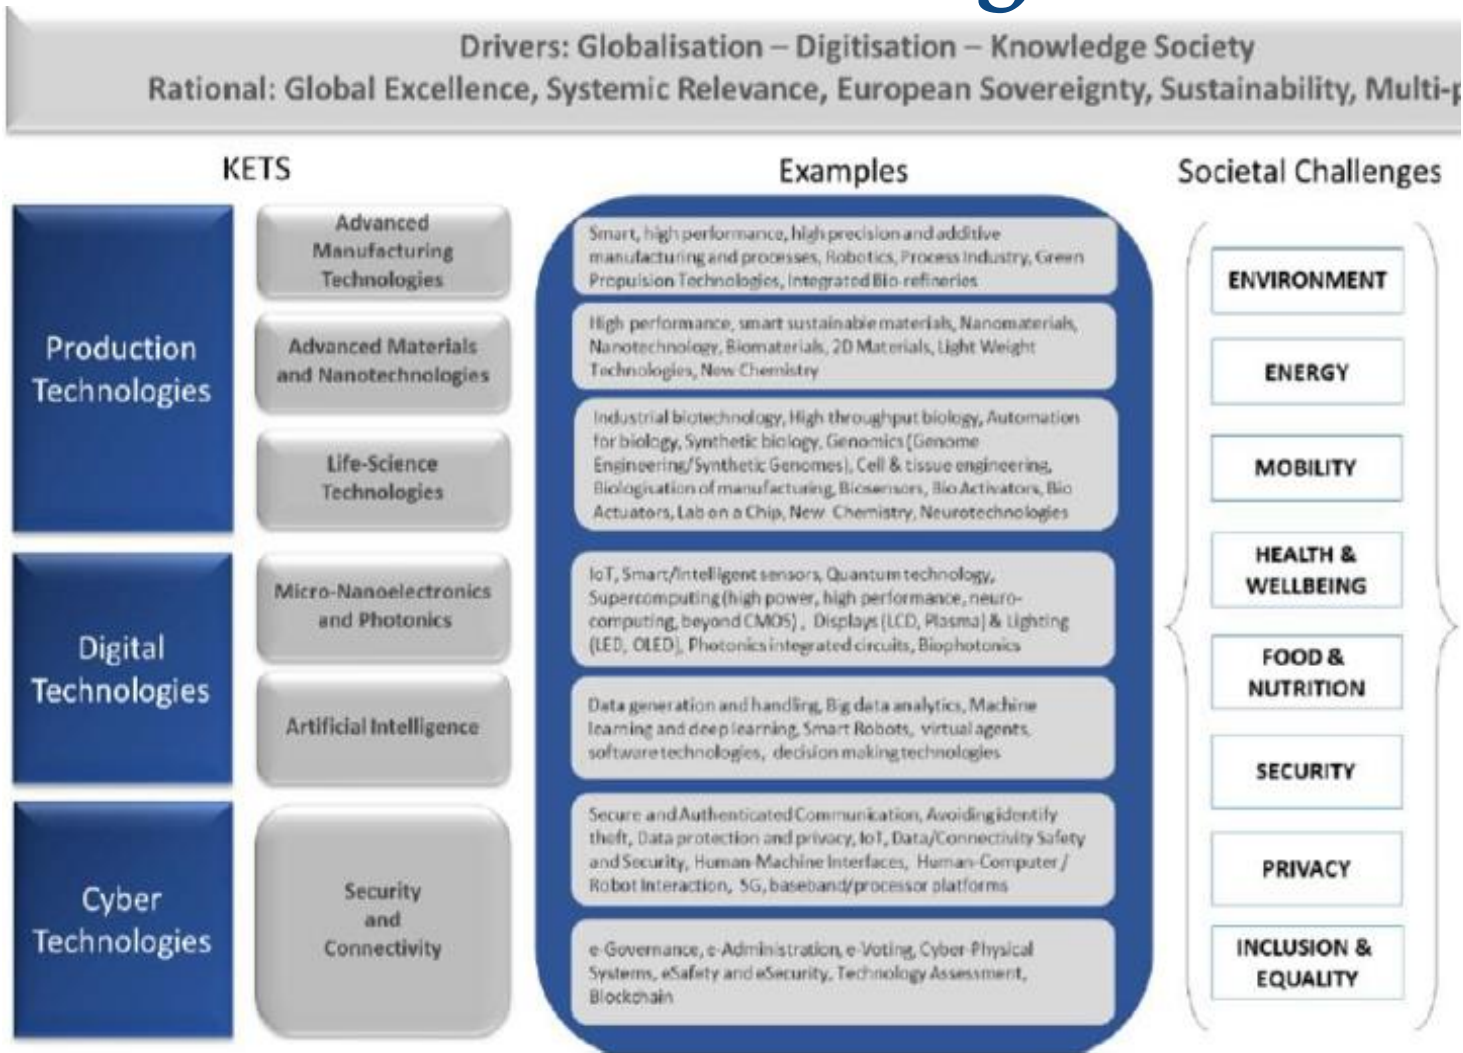 Drivers: Globalisation – Digitisation – Knowledge Society
Rational: Global Excellence, Systemic Relevance, European Sovereignty, Sustainability, Multi-p
KETS
Examples
Societal Challenges
Production
Technologies
Advanced
Manufacturing
Technologies
Smart, high performance, high precision and additive
manufacturing and processes, Robotics, Process Industry, Green
Propulsion Technologies, Integrated Bio-refineries
Advanced Materials
and Nanotechnologies
High performance, smart sustainable materials, Nanomaterials,
Nanotechnology, Biomaterials, 2D Materials, Light Weight
Technologies, New Chemistry
Life-Science
Technologies
Industrial biotechnology, High throughput biology, Automation
for biology, Synthetic biology, Genomics (Genome
Engineering/Synthetic Genomes), Cell & tissue engineering,
Biologisation of manufacturing, Biosensors, Bio Activators, Bio
Actuators, Lab on a Chip, New Chemistry, Neurotechnologies
Digital
Technologies
Micro-Nanoelectronics
and Photonics
IoT, Smart/Intelligent sensors, Quantum technology,
Supercomputing (high power, high performance, neuro-
computing, beyond CMOS) , Displays (LCD, Plasma) & Lighting
(LED, OLED), Photonics integrated circuits, Biophotonics
Artificial Intelligence
Data generation and handling, Big data analytics, Machine
learning and deep learning, Smart Robots, virtual agents,
software technologies, decision making technologies
Cyber
Technologies
Security
and
Connectivity
Secure and Authenticated Communication, Avoiding identify
theft, Data protection and privacy, IoT, Data/Connectivity Safety
and Security, Human-Machine Interfaces, Human-Computer /
Robot Interaction, 5G, baseband/processor platforms
e-Governance, e-Administration, e-Voting, Cyber-Physical
Systems, eSafety and eSecurity, Technology Assessment,
Blockchain
ENVIRONMENT
ENERGY
MOBILITY
HEALTH &
WELLBEING
FOOD &
NUTRITION
SECURITY
PRIVACY
INCLUSION &
EQUALITY